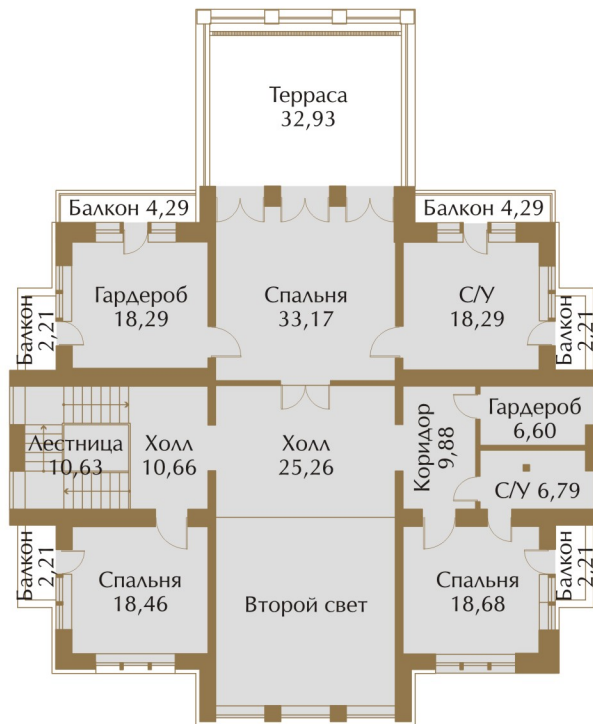 Терраса
32,93
Балкон 4,29
Балкон 4,29
Гардероб
18,29
Спальня
33,17
С/У
18,29
Балкон
2,21
Балкон
2,21
Лестница
10,63
Холл
10,66
Холл
25,26
Коридор
9,88
Гардероб
6,60
С/У 6,79
Балкон
2,21
Спальня
18,46
Второй свет
Спальня
18,68
Балкон
2,21